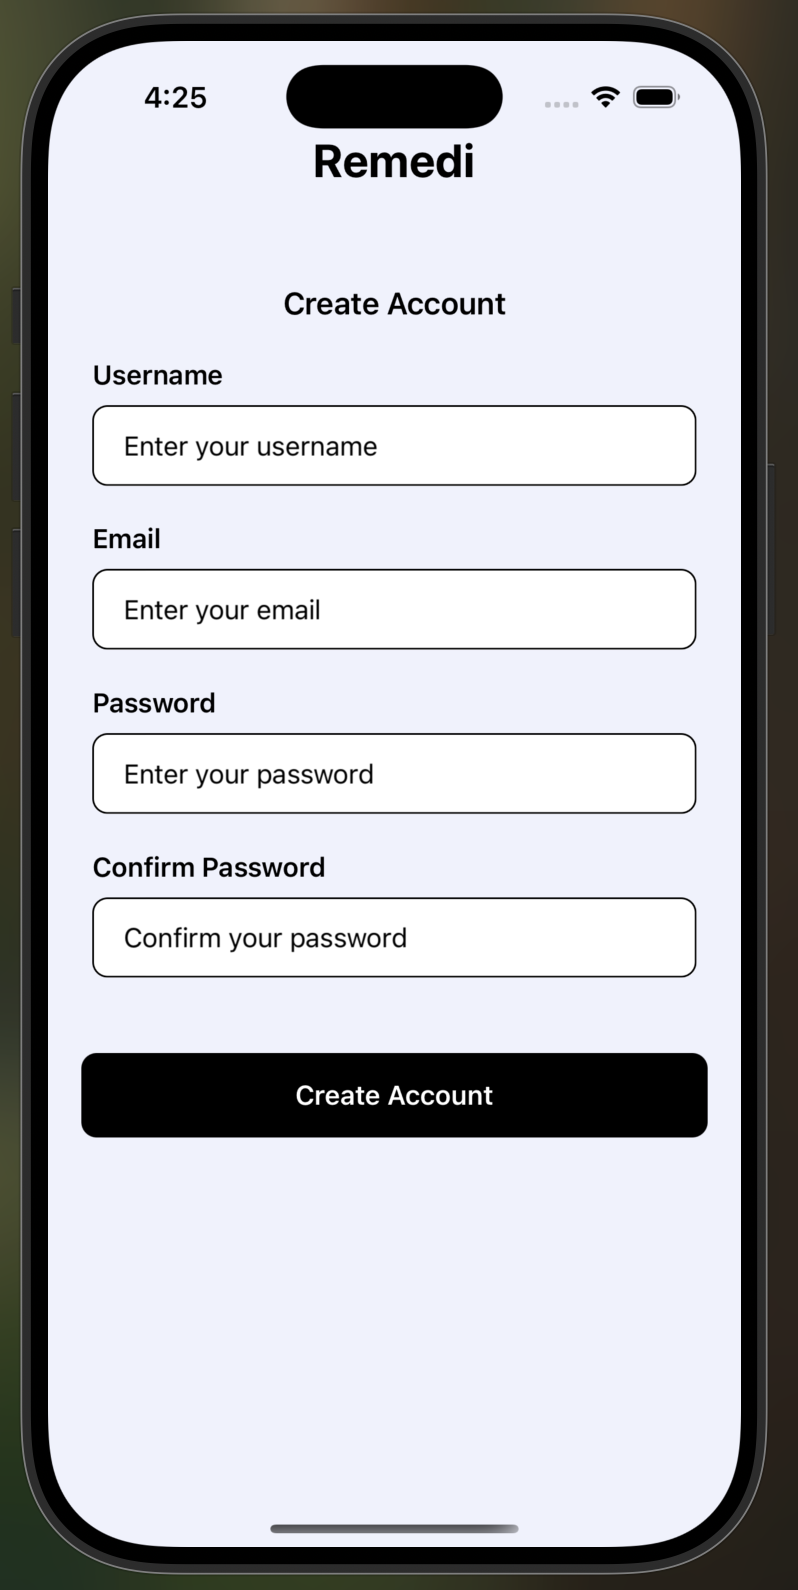 4:25
Remedi
Create Account
Username
Enter your username
Email
Enter your email
Password
Enter your password
Confirm Password
Confirm your password
Create Account